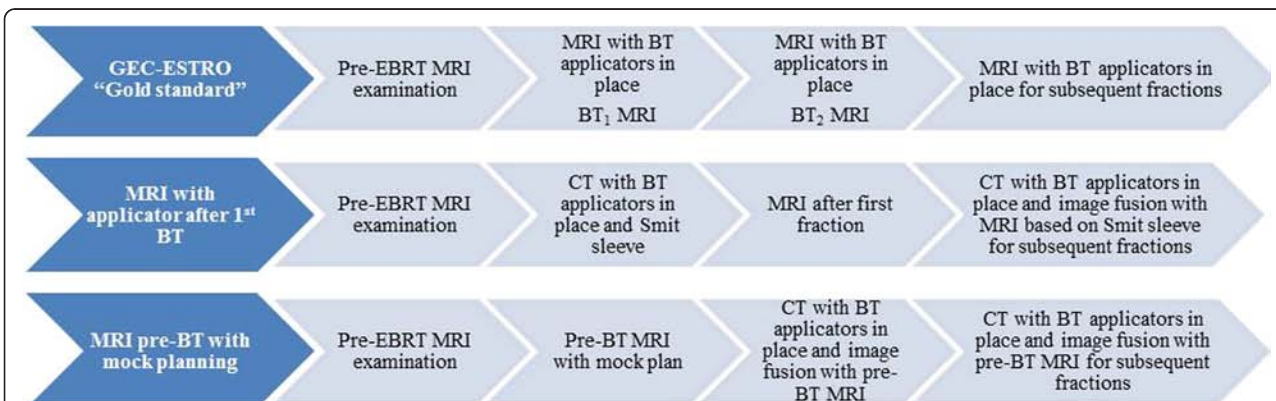 GEC-ESTRO
“Gold standard”
Pre-EBRT MRI
examination
MRI with BT
applicators in
place
BT₁ MRI
MRI with BT
applicators in
place
BT₂ MRI
MRI with BT applicators in
place for subsequent fractions
MRI with
applicator after 1ˢᵗ
BT
Pre-EBRT MRI
examination
CT with BT
applicators in
place and Smit
sleeve
MRI after first
fraction
CT with BT applicators in
place and image fusion with
MRI based on Smit sleeve
for subsequent fractions
MRI pre-BT with
mock planning
Pre-EBRT MRI
examination
Pre-BT MRI
with mock plan
CT with BT
applicators in
place and image
fusion with pre-
BT MRI
CT with BT applicators in
place and image fusion with
pre-BT MRI for subsequent
fractions